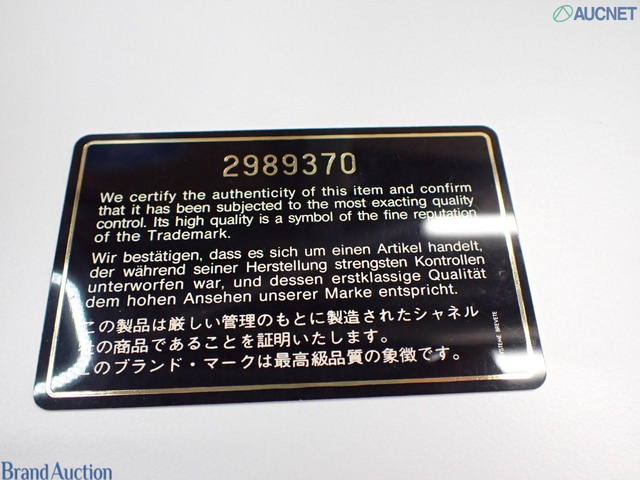 AUCNET
2989370
We certify the authenticity of this item and confirm
that it has been subjected to the most exacting quality
control. Its high quality is a symbol of the fine reputation
of the Trademark.
Wir bestätigen, dass es sich um einen Artikel handelt,
der während seiner Herstellung strengsten Kontrollen
unterworfen war, und dessen erstklassige Qualität
dem hohen Ansehen unserer Marke entspricht.
この製品は厳しい管理のもとに製造されたシャネル
社の商品であることを証明いたします。
このブランド・マークは最高級品質の象徴です。
BREVETE
Brand Auction